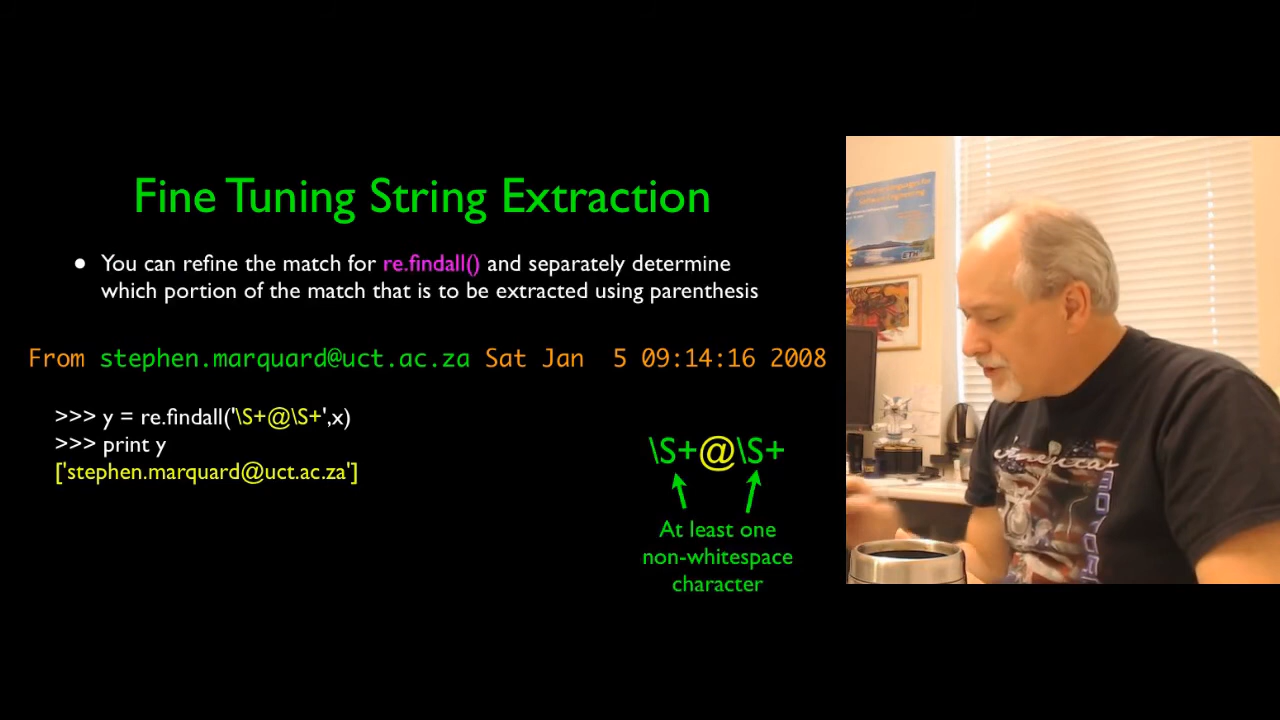 Fine Tuning String Extraction
• You can refine the match for re.findall() and separately determine
which portion of the match that is to be extracted using parenthesis
From stephen.marquard@uct.ac.za Sat Jan  5 09:14:16 2008
>>> y = re.findall('\S+@\S+',x)
>>> print y
['stephen.marquard@uct.ac.za']
\S+@\S+
At least one
non-whitespace
character
ETH
America